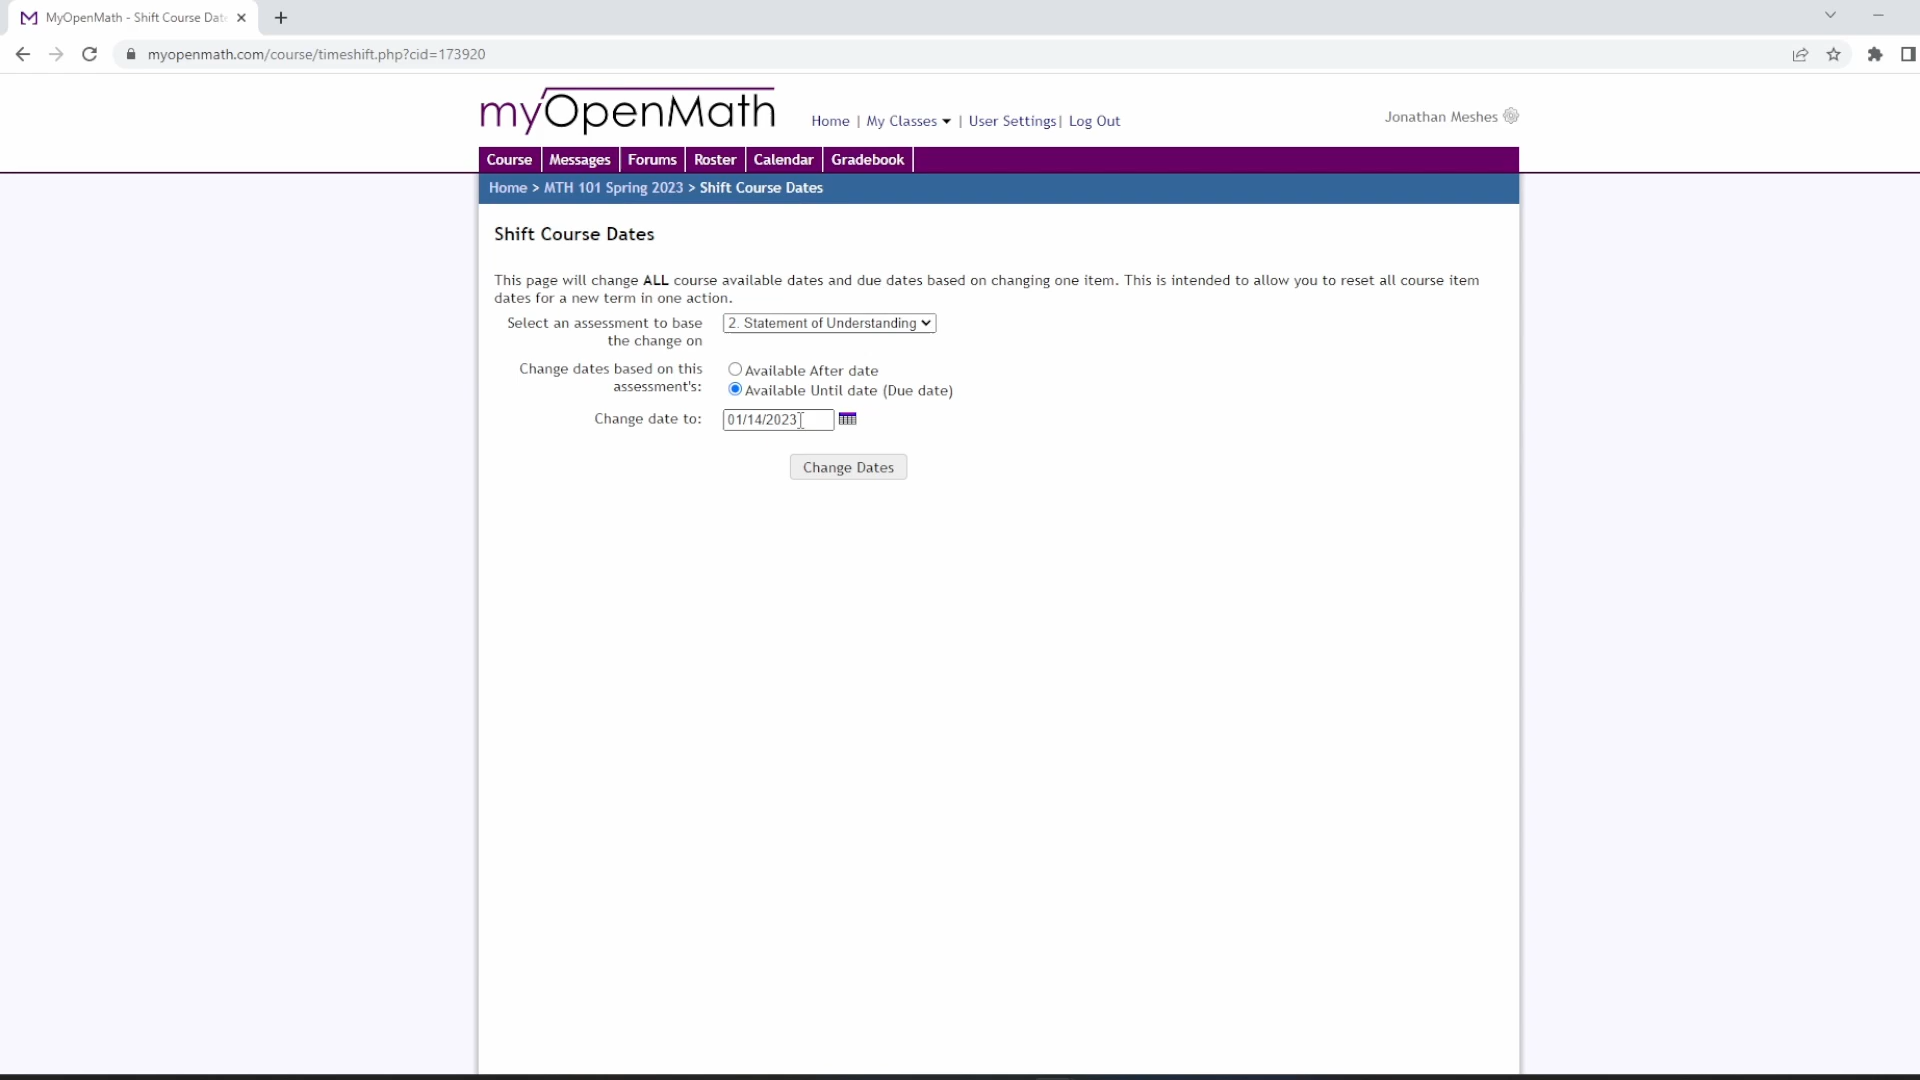 MyOpenMath - Shift Course Dat
myopenmath.com/course/timeshift.php?cid=173920
myOpenMath
Home | My Classes | User Settings | Log Out
Jonathan Meshes
Course Messages Forums Roster Calendar Gradebook
Home > MTH 101 Spring 2023 > Shift Course Dates
Shift Course Dates
This page will change ALL course available dates and due dates based on changing one item. This is intended to allow you to reset all course item
dates for a new term in one action.
Select an assessment to base
the change on
2. Statement of Understanding
Change dates based on this
assessment's:
Available After date
Available Until date (Due date)
Change date to:
01/14/2023
Change Dates